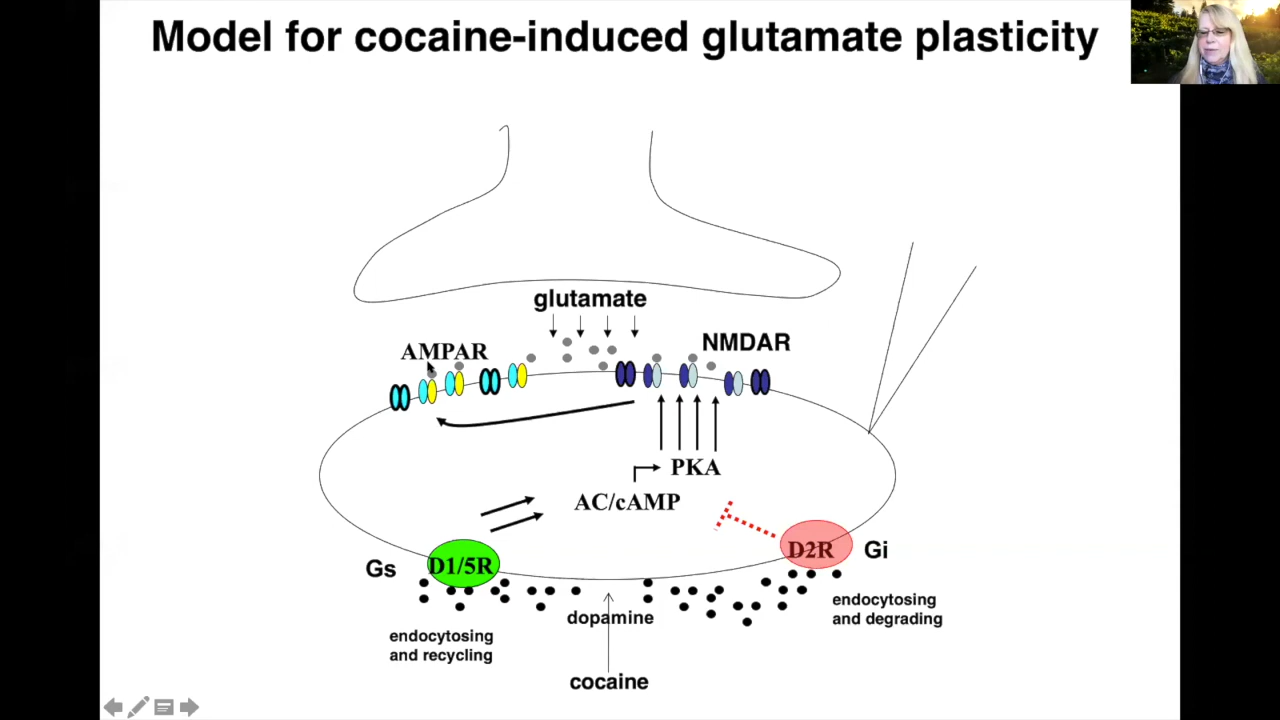 Model for cocaine-induced glutamate plasticity
glutamate
AMPAR
NMDAR
PKA
AC/cAMP
Gs
D1/5R
D2R
Gi
dopamine
endocytosing
and recycling
endocytosing
and degrading
cocaine